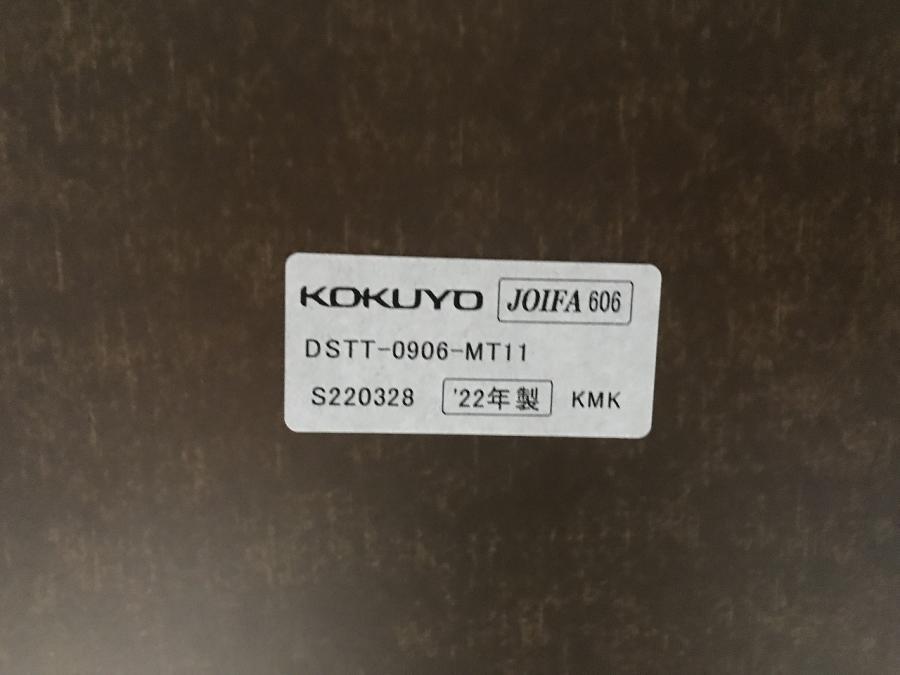 KOKUYO JOIFA 606
DSTT-0906-MT11
S220328 '22年製 KMK